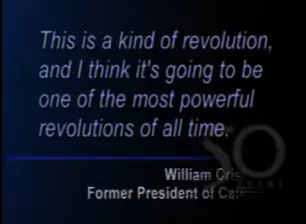 This is a kind of revolution,
and I think it's going to be
one of the most powerful
revolutions of all time.
William
Former President of